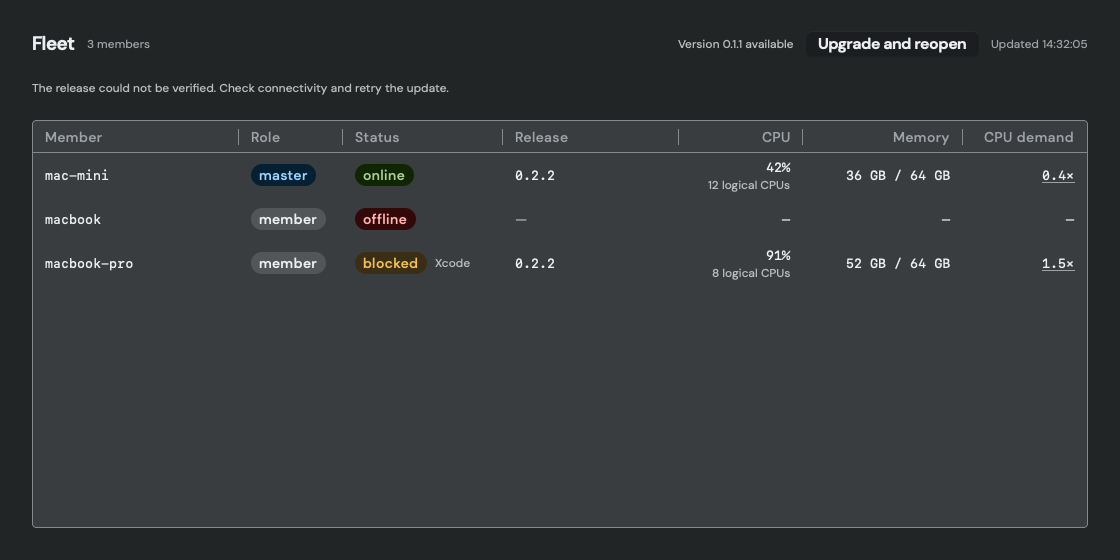 Fleet 3 members Version 0.1.1 available Upgrade and reopen Updated 14:32:05
The release could not be verified. Check connectivity and retry the update.
Member Role Status Release CPU Memory CPU demand
mac-mini master online 0.2.2 42% 36 GB / 64 GB 0.4×
12 logical CPUs
macbook member offline — — — —
macbook-pro member blocked Xcode 0.2.2 91% 52 GB / 64 GB 1.5×
8 logical CPUs